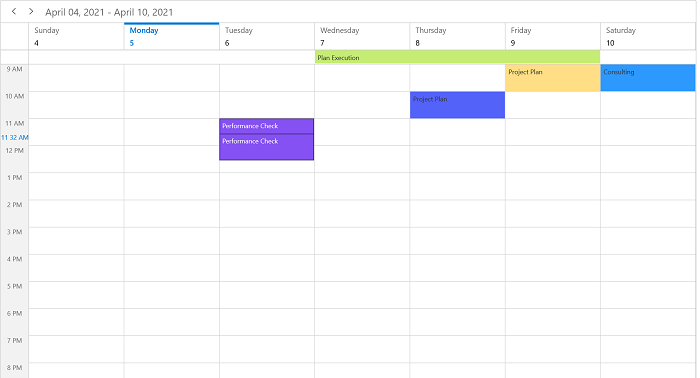 April 04, 2021 - April 10, 2021
Sunday Monday Tuesday Wednesday Thursday Friday Saturday
4 5 6 7 8 9 10
Plan Execution
9 AM Project Plan Consulting
10 AM Project Plan
11 AM Performance Check
11:32 AM Performance Check
12 PM
1 PM
2 PM
3 PM
4 PM
5 PM
6 PM
7 PM
8 PM